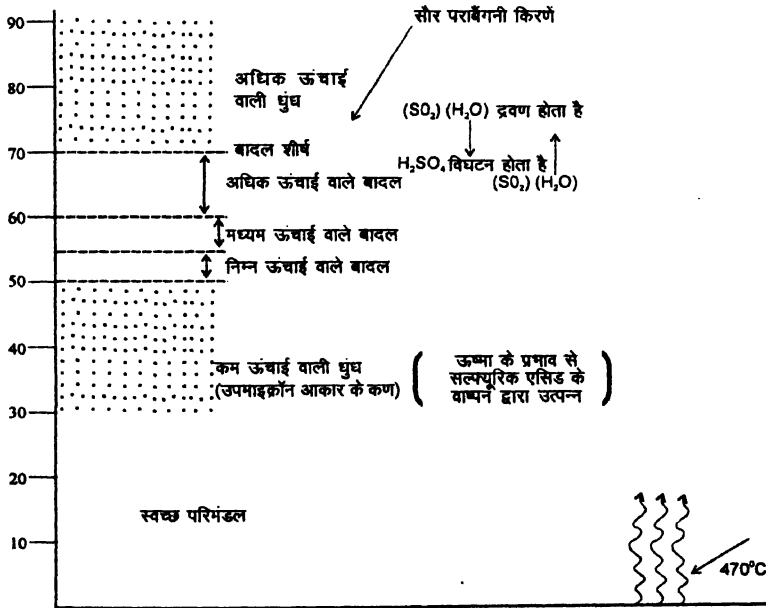 90
सौर पराबैंगनी किरणें
अधिक ऊंचाई
वाली धुंध
80
(SO₂) (H₂O) द्रवण होता है
70
बादल शीर्ष
H₂SO₄ विघटन होता है
(SO₂) (H₂O)
अधिक ऊंचाई वाले बादल
60
मध्यम ऊंचाई वाले बादल
निम्न ऊंचाई वाले बादल
50
40
कम ऊंचाई वाली धुंध
(उपमाइक्रॉन आकार के कण)
ऊष्मा के प्रभाव से
सल्फ्यूरिक एसिड के
वाष्पन द्वारा उत्पन्न
30
20
स्वच्छ परिमंडल
10
470°C